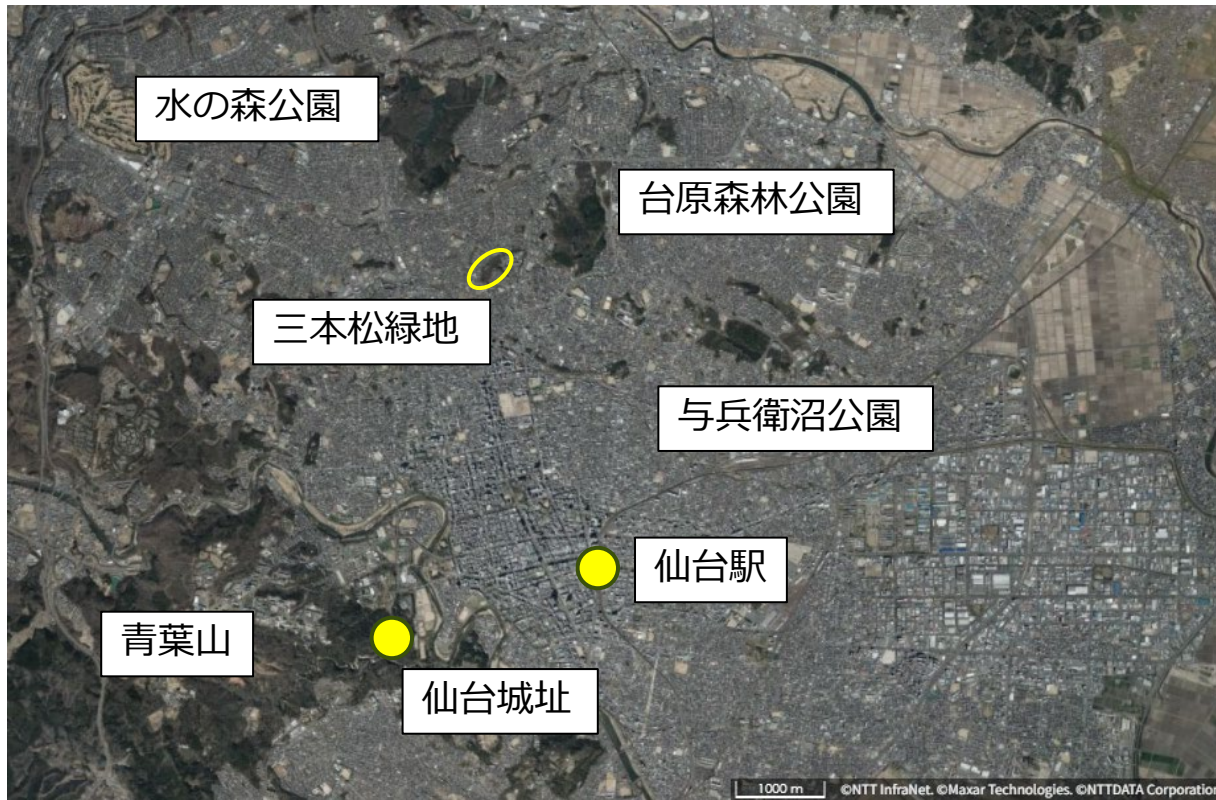 水の森公園
台原森林公園
三本松緑地
与兵衛沼公園
仙台駅
青葉山
仙台城址
1000 m ©NTT InfraNet. ©Maxar Technologies. ©NTTDATA Corporation